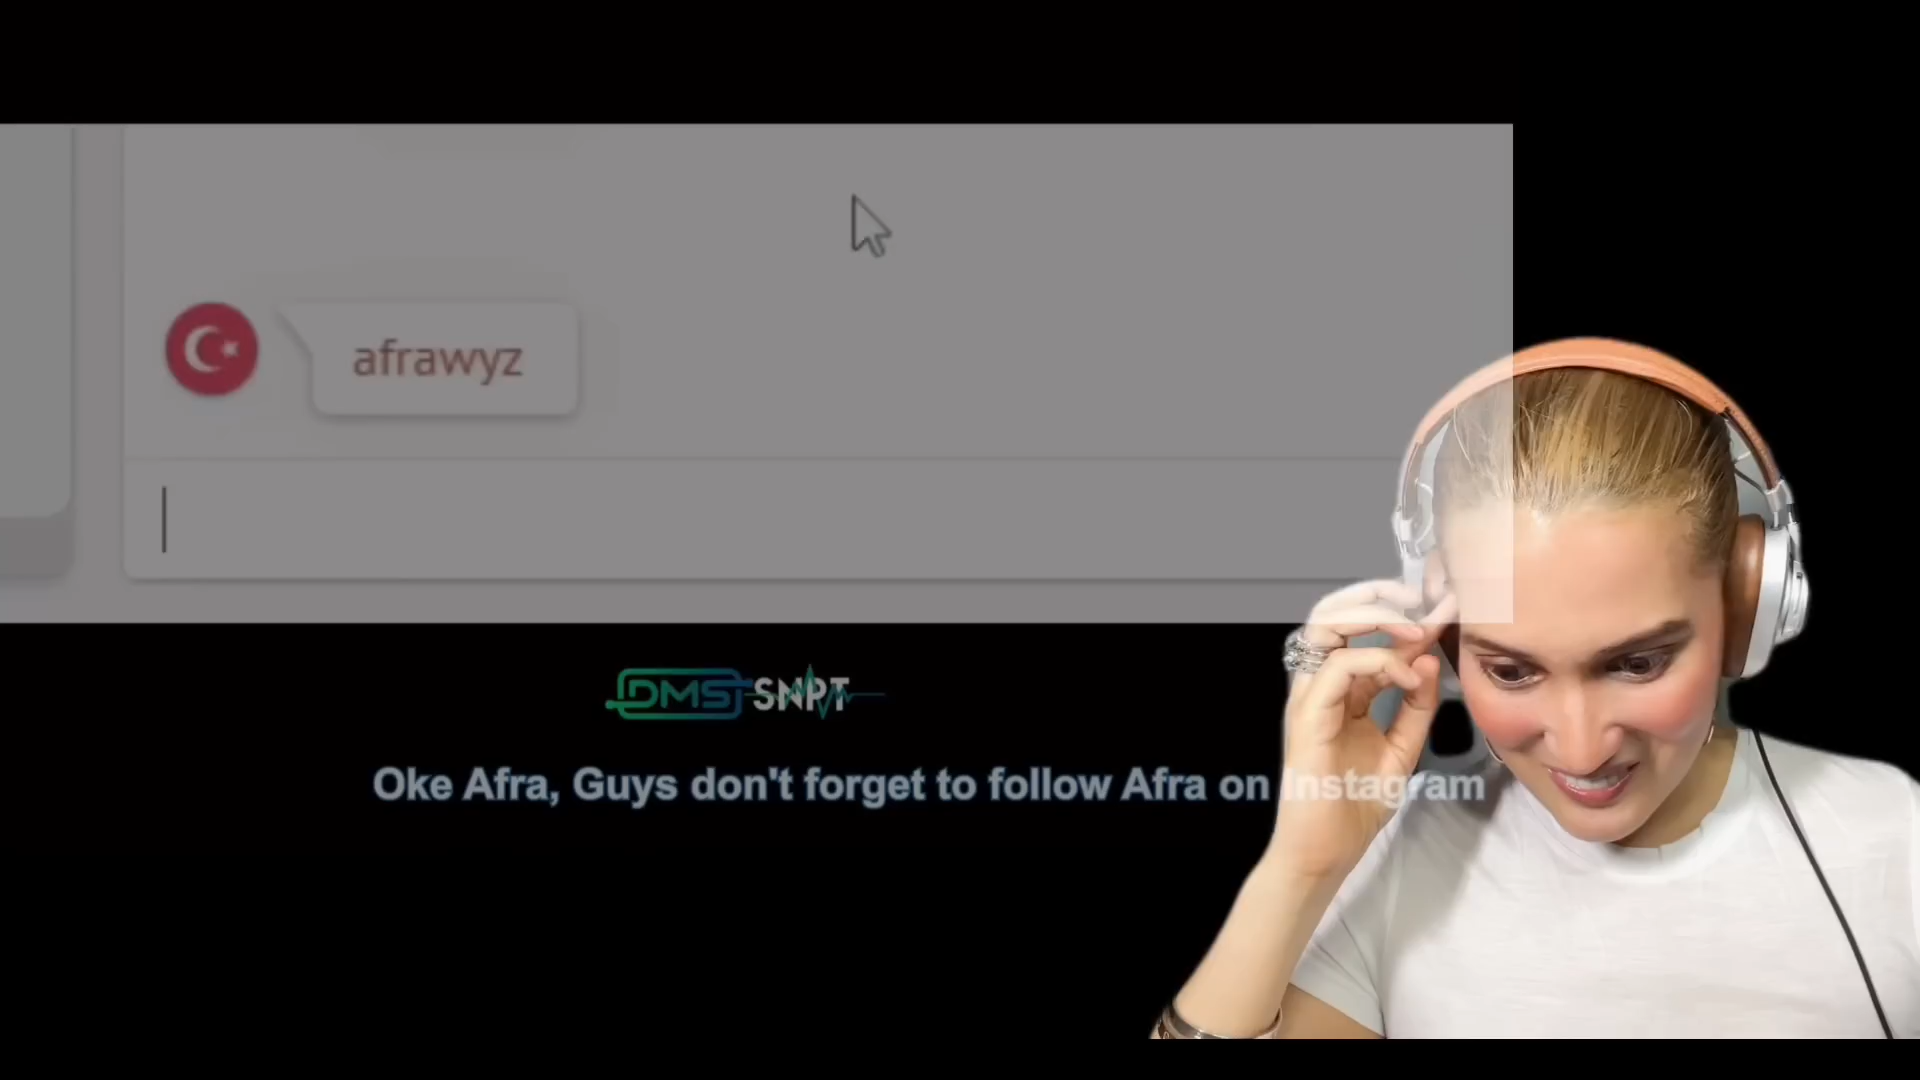 afrawyz
DMS SNPT
Oke Afra, Guys don't forget to follow Afra on Instagram